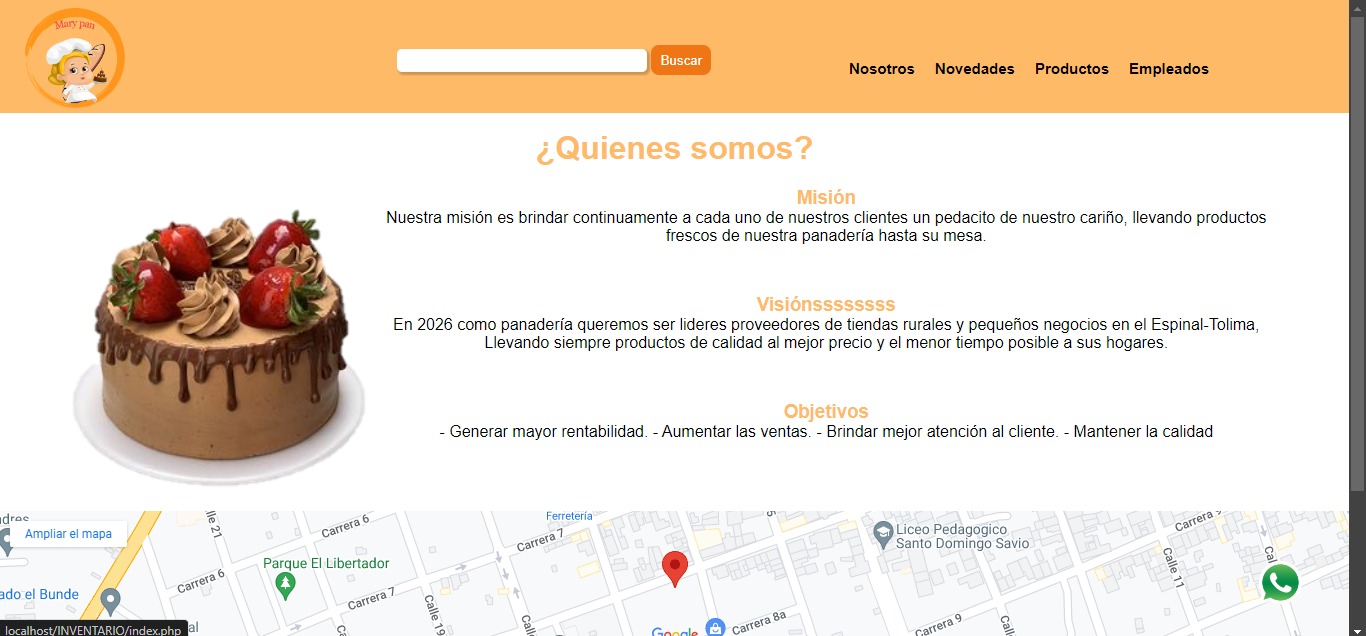 Mary pan
Buscar
Nosotros Novedades Productos Empleados
¿Quienes somos?
Misión
Nuestra misión es brindar continuamente a cada uno de nuestros clientes un pedacito de nuestro cariño, llevando productos
frescos de nuestra panadería hasta su mesa.
Visiónssssssss
En 2026 como panadería queremos ser lideres proveedores de tiendas rurales y pequeños negocios en el Espinal-Tolima,
Llevando siempre productos de calidad al mejor precio y el menor tiempo posible a sus hogares.
Objetivos
- Generar mayor rentabilidad. - Aumentar las ventas. - Brindar mejor atención al cliente. - Mantener la calidad
Ampliar el mapa
lle 21
Carrera 6
Ferretería
Carrera 7
Liceo Pedagogico
Santo Domingo Savio
Carrera
Parque El Libertador
Carrera 6
Calle 11
ado el Bunde
Carrera 7
Calle 19
Carrera 8a
Carrera 9
Cal
Google
al
localhost/INVENTARIO/index.php